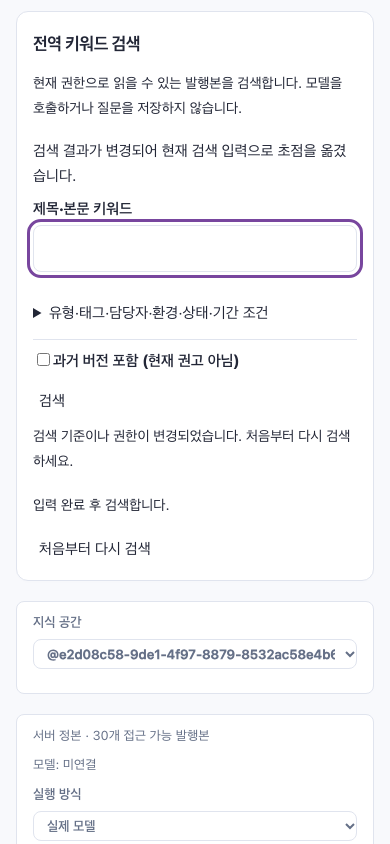 전역 키워드 검색
현재 권한으로 읽을 수 있는 발행본을 검색합니다. 모델을
호출하거나 질문을 저장하지 않습니다.
검색 결과가 변경되어 현재 검색 입력으로 초점을 옮겼
습니다.
제목·본문 키워드
▶ 유형·태그·담당자·환경·상태·기간 조건
과거 버전 포함 (현재 권고 아님)
검색
검색 기준이나 권한이 변경되었습니다. 처음부터 다시 검색
하세요.
입력 완료 후 검색합니다.
처음부터 다시 검색
지식 공간
@e2d08c58-9de1-4f97-8879-8532ac58e4b6
서버 정본 · 30개 접근 가능 발행본
모델: 미연결
실행 방식
실제 모델